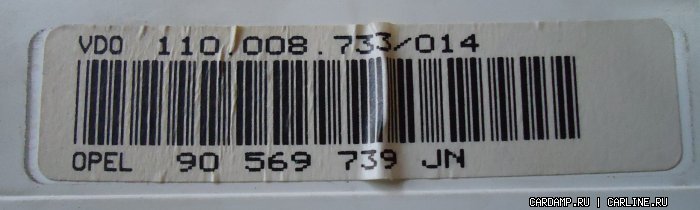 VDO 110.008.733/014
OPEL 90 569 739 JN
CARDAMP.RU | CARLINE.RU